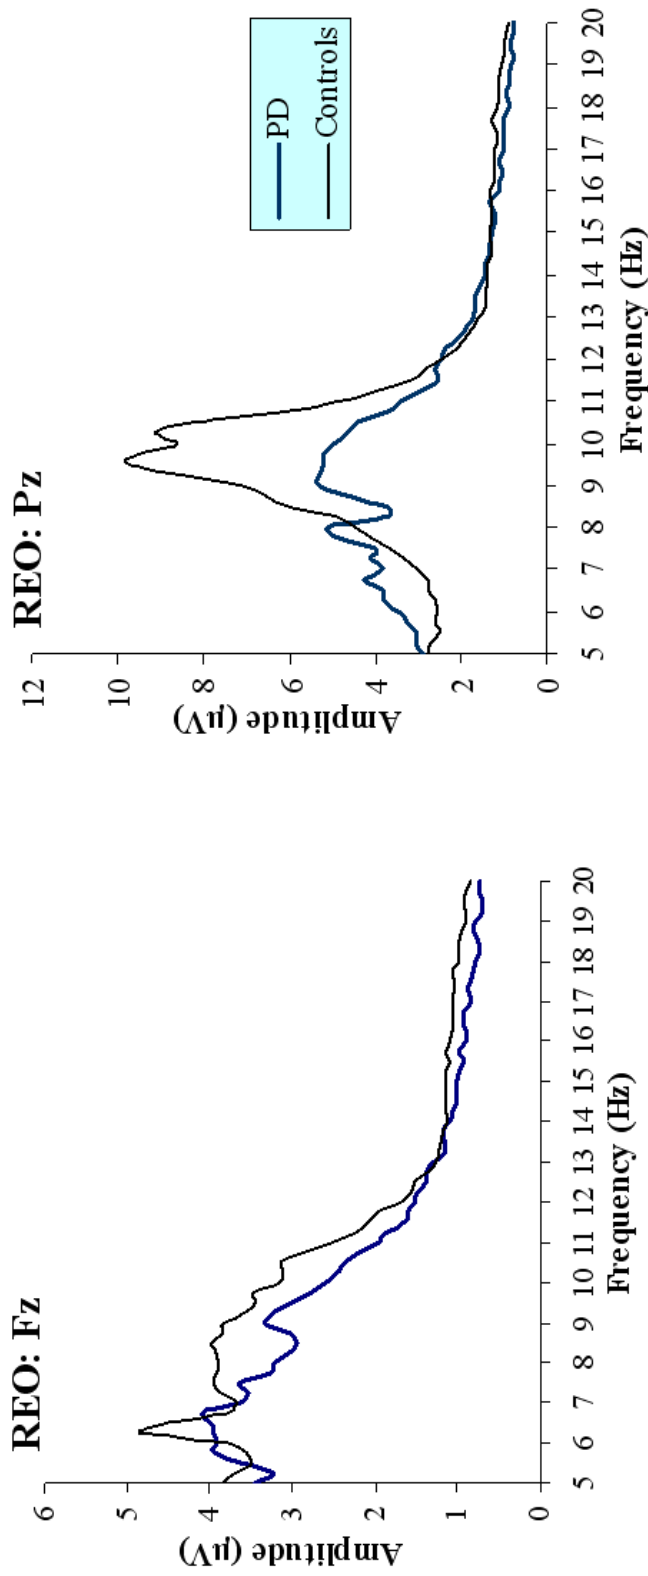 REO: Fz
Amplitude (μV)
6
5
4
3
2
1
0
5 6 7 8 9 10 11 12 13 14 15 16 17 18 19 20
Frequency (Hz)
REO: Pz
Amplitude (μV)
12
10
8
6
4
2
0
5 6 7 8 9 10 11 12 13 14 15 16 17 18 19 20
Frequency (Hz)
PD
Controls